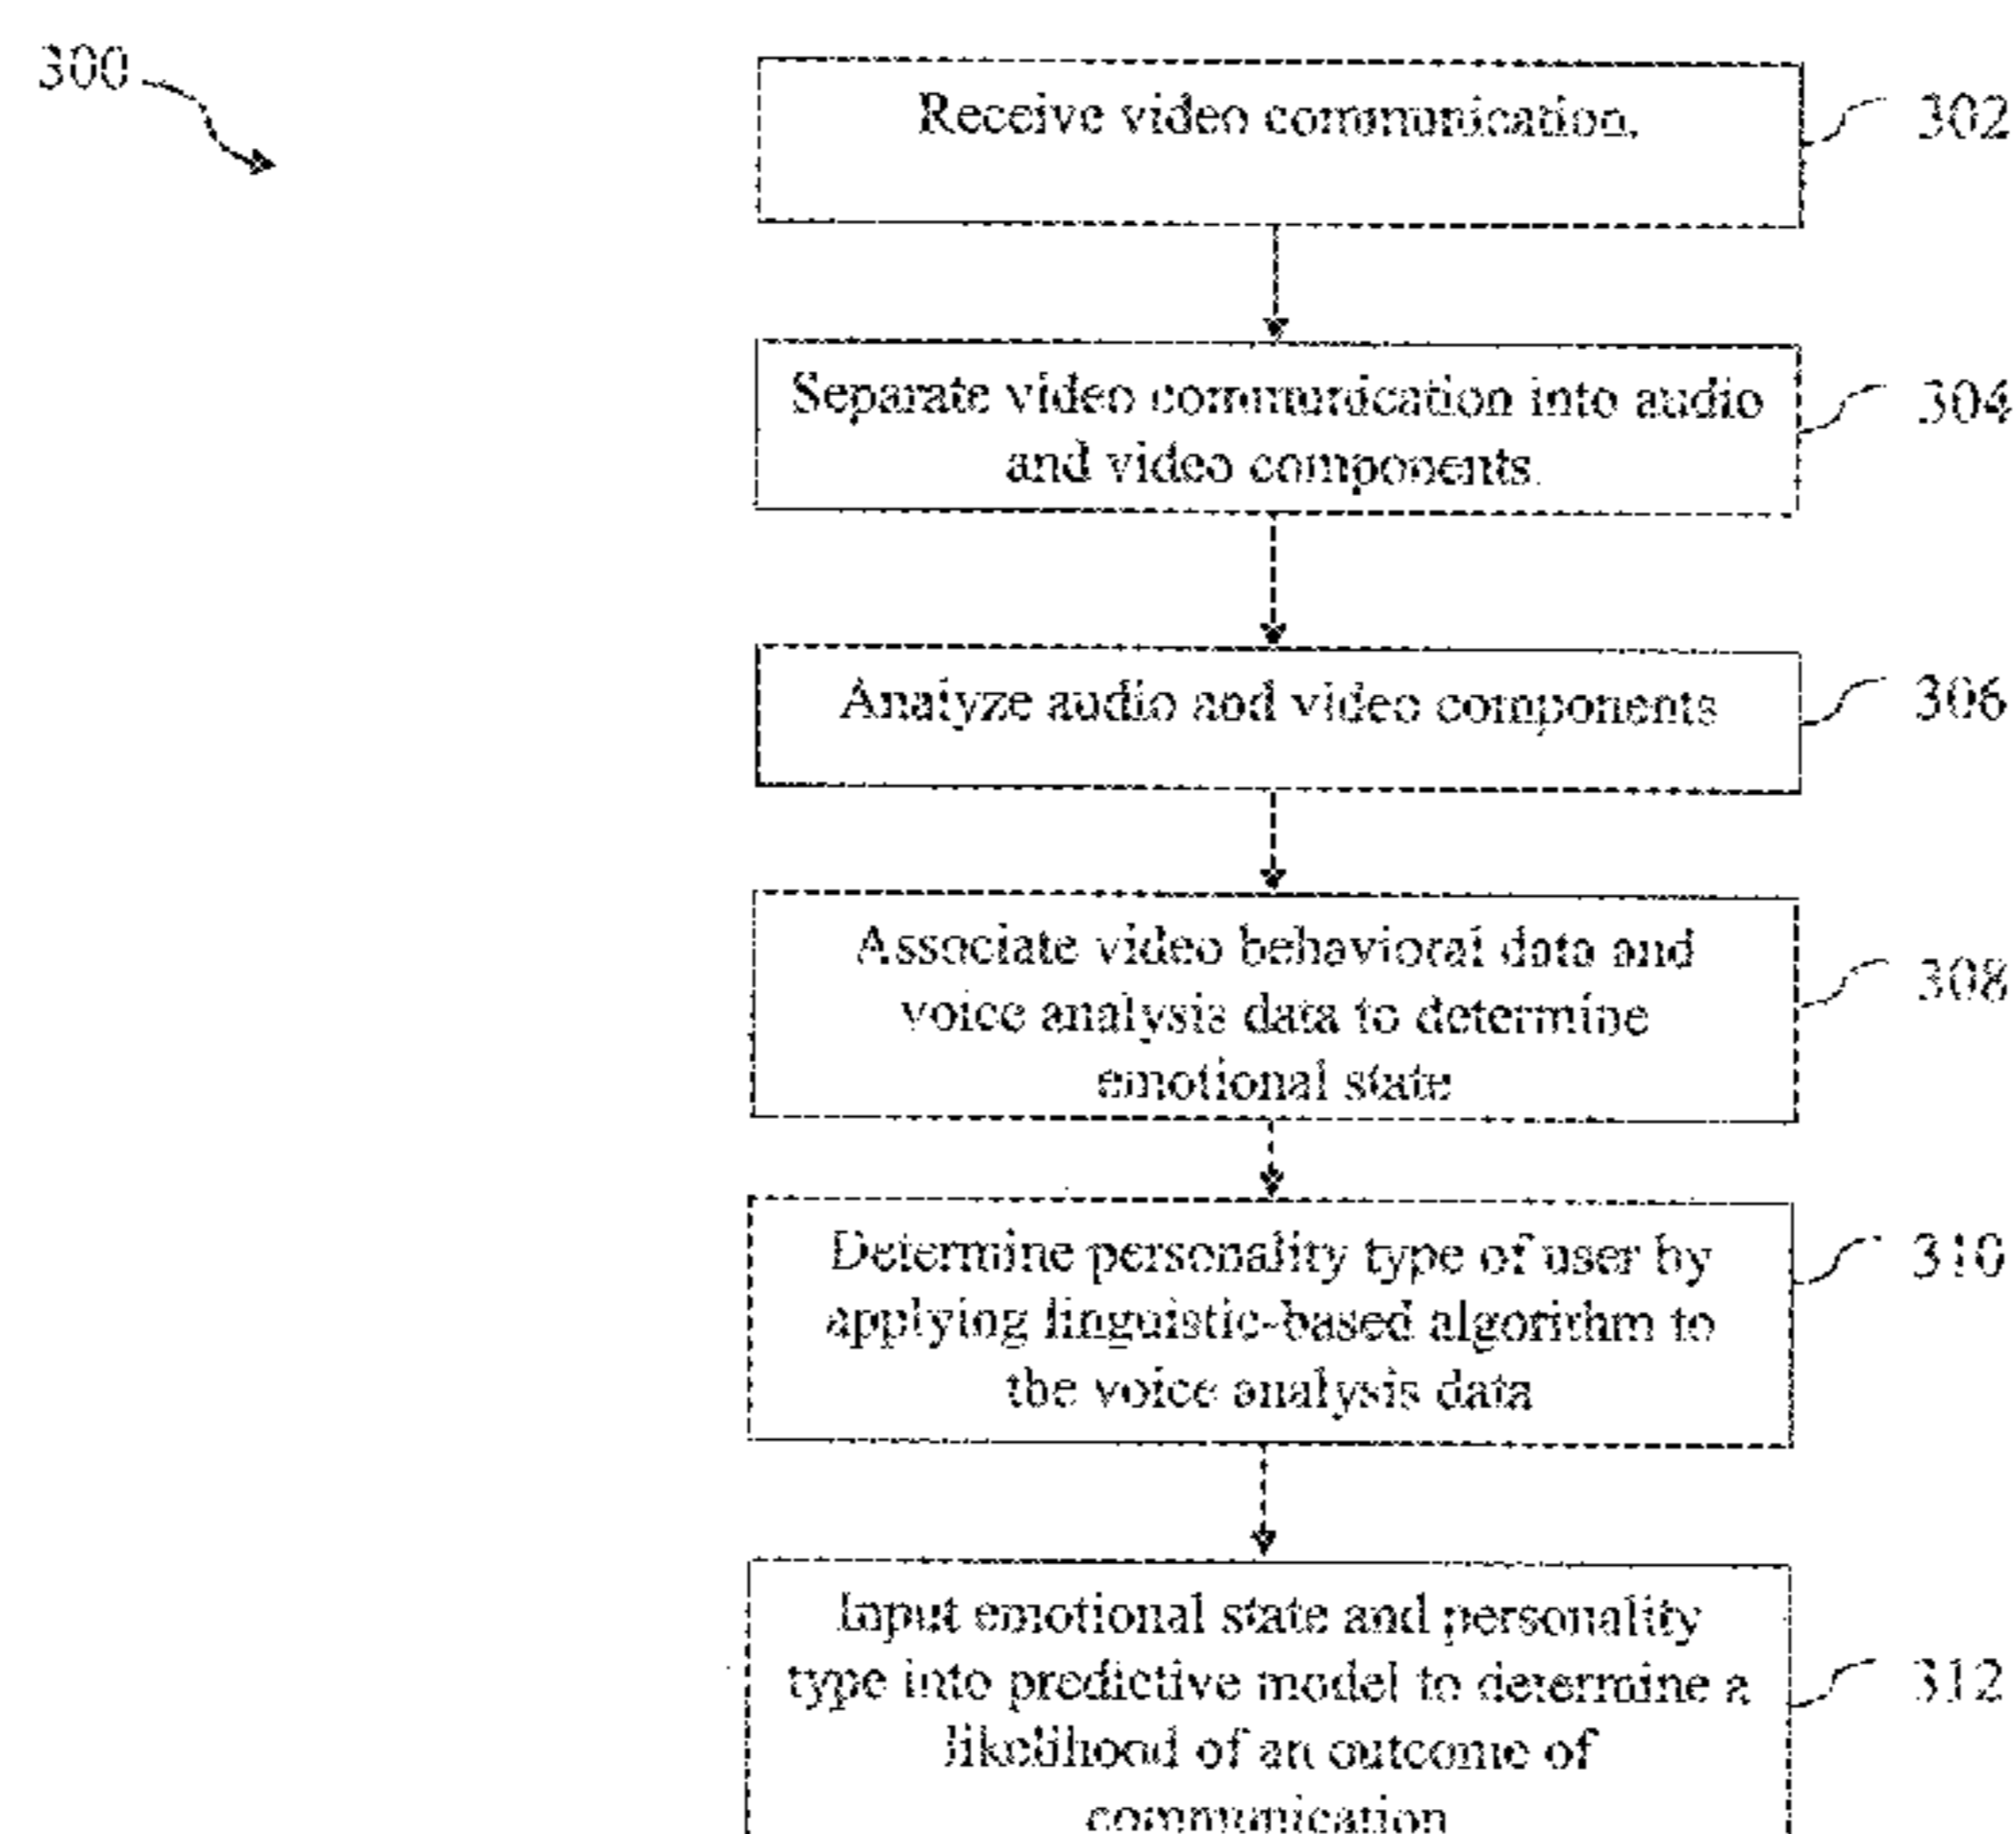 300
Receive video communication.
302
Separate video communication into audio
and video components.
304
Analyze audio and video components
306
Associate video behavioral data and
voice analysis data to determine
emotional state
308
Determine personality type of user by
applying linguistic-based algorithm to
the voice analysis data
310
Input emotional state and personality
type into predictive model to determine a
likelihood of an outcome of
communication
312